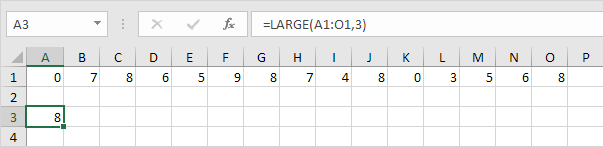 A3 =LARGE(A1:O1,3)
A B C D E F G H I J K L M N O P
1 0 7 8 6 5 9 8 7 4 8 0 3 5 6 8
2
3 8
4